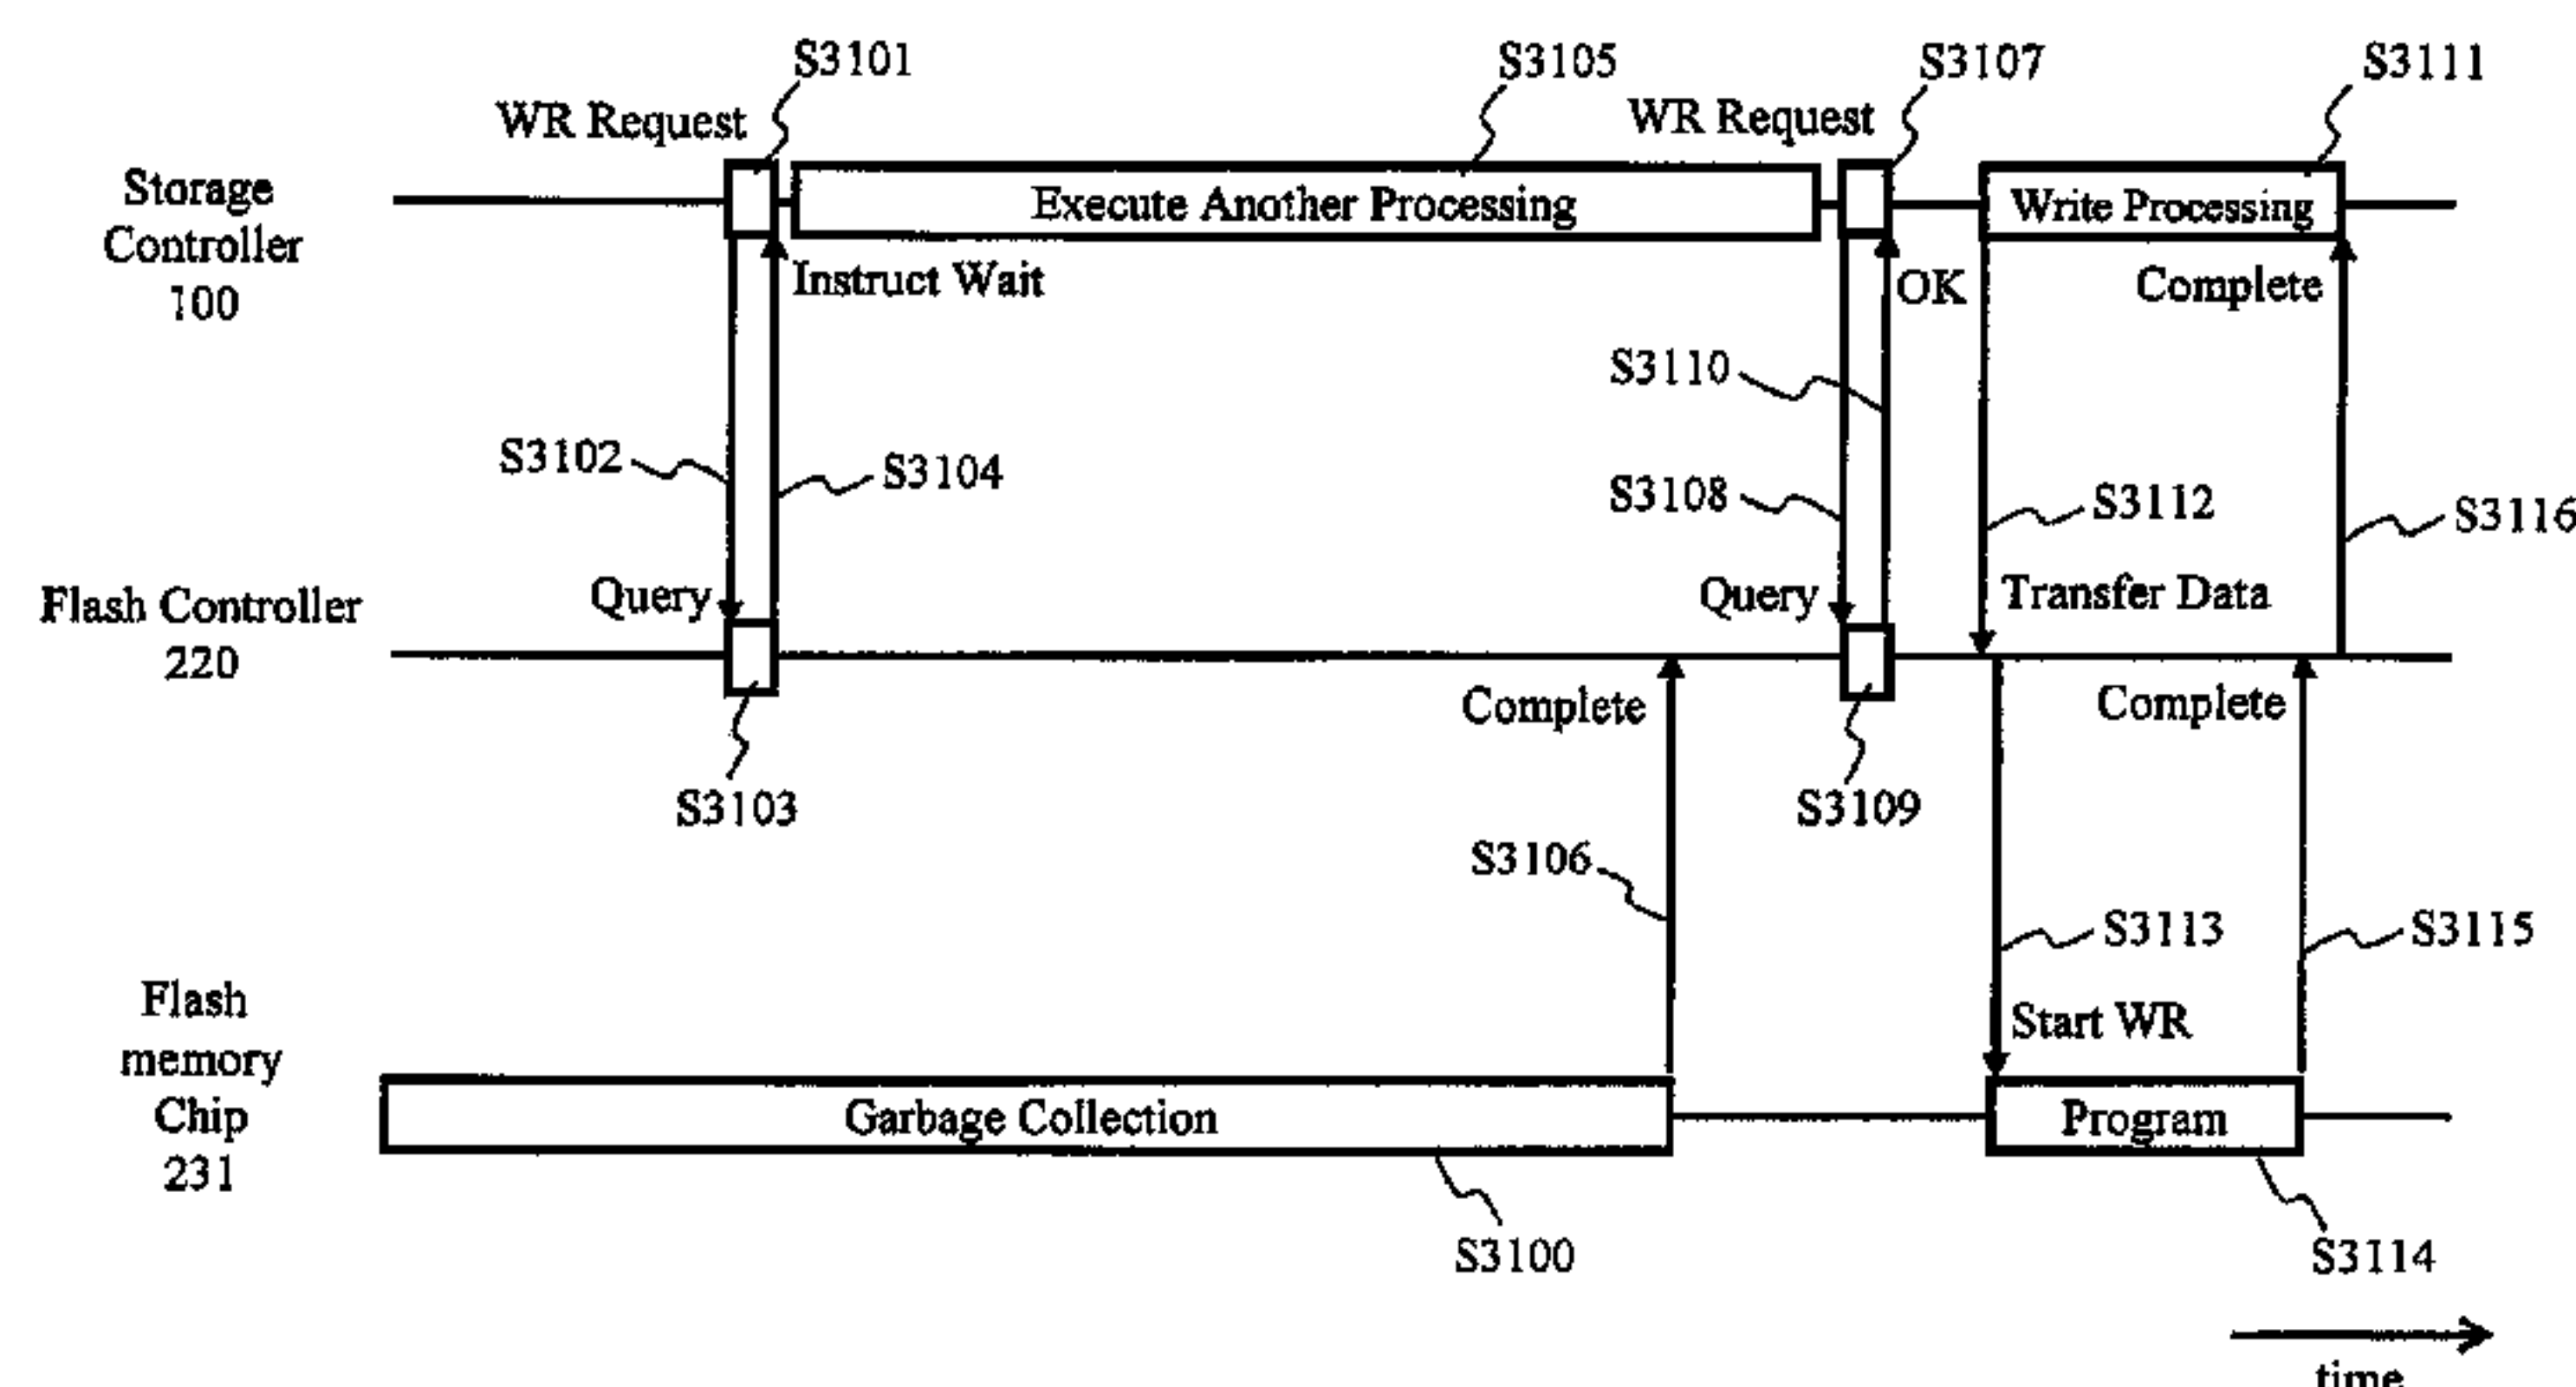 S3101
S3105
S3107
S3111
WR Request
WR Request
Storage
Controller
100
Execute Another Processing
Write Processing
Instruct Wait
OK
Complete
S3110
S3102
S3104
S3108
S3112
S3116
Flash Controller
220
Query
Query
Transfer Data
Complete
Complete
S3103
S3109
S3106
S3113
S3115
Flash
memory
Chip
231
Start WR
Garbage Collection
Program
S3100
S3114
time